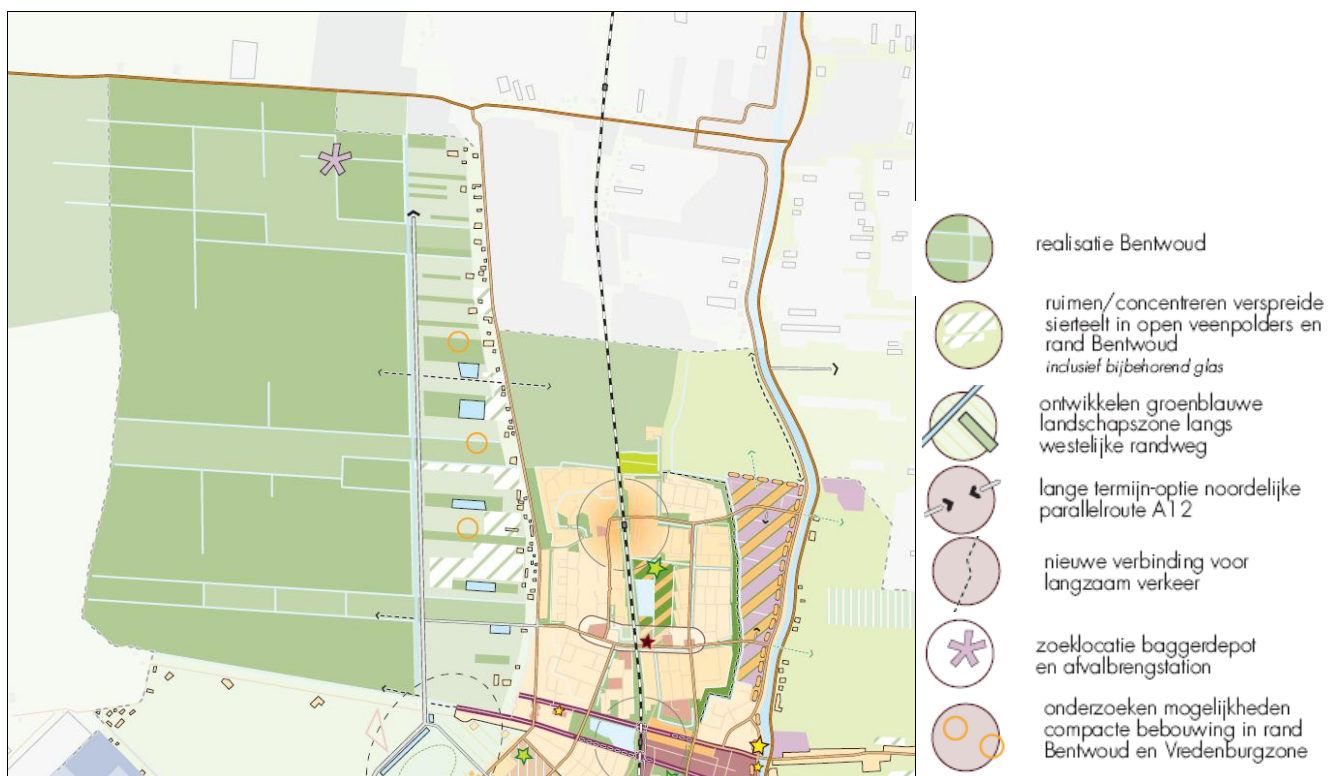 realisatie Bentwoud
ruimen/concentreren verspreide
sierteelt in open veenpolders en
rand Bentwoud
inclusief bijbehorend glas
ontwikkelen groenblauwe
landschapszone langs
westelijke randweg
lange termijn-optie noordelijke
parallelroute A12
nieuwe verbinding voor
langzaam verkeer
zoeklocatie baggerdepot
en afvalbrengstation
onderzoeken mogelijkheden
compacte bebouwing in rand
Bentwoud en Vredenburgzone